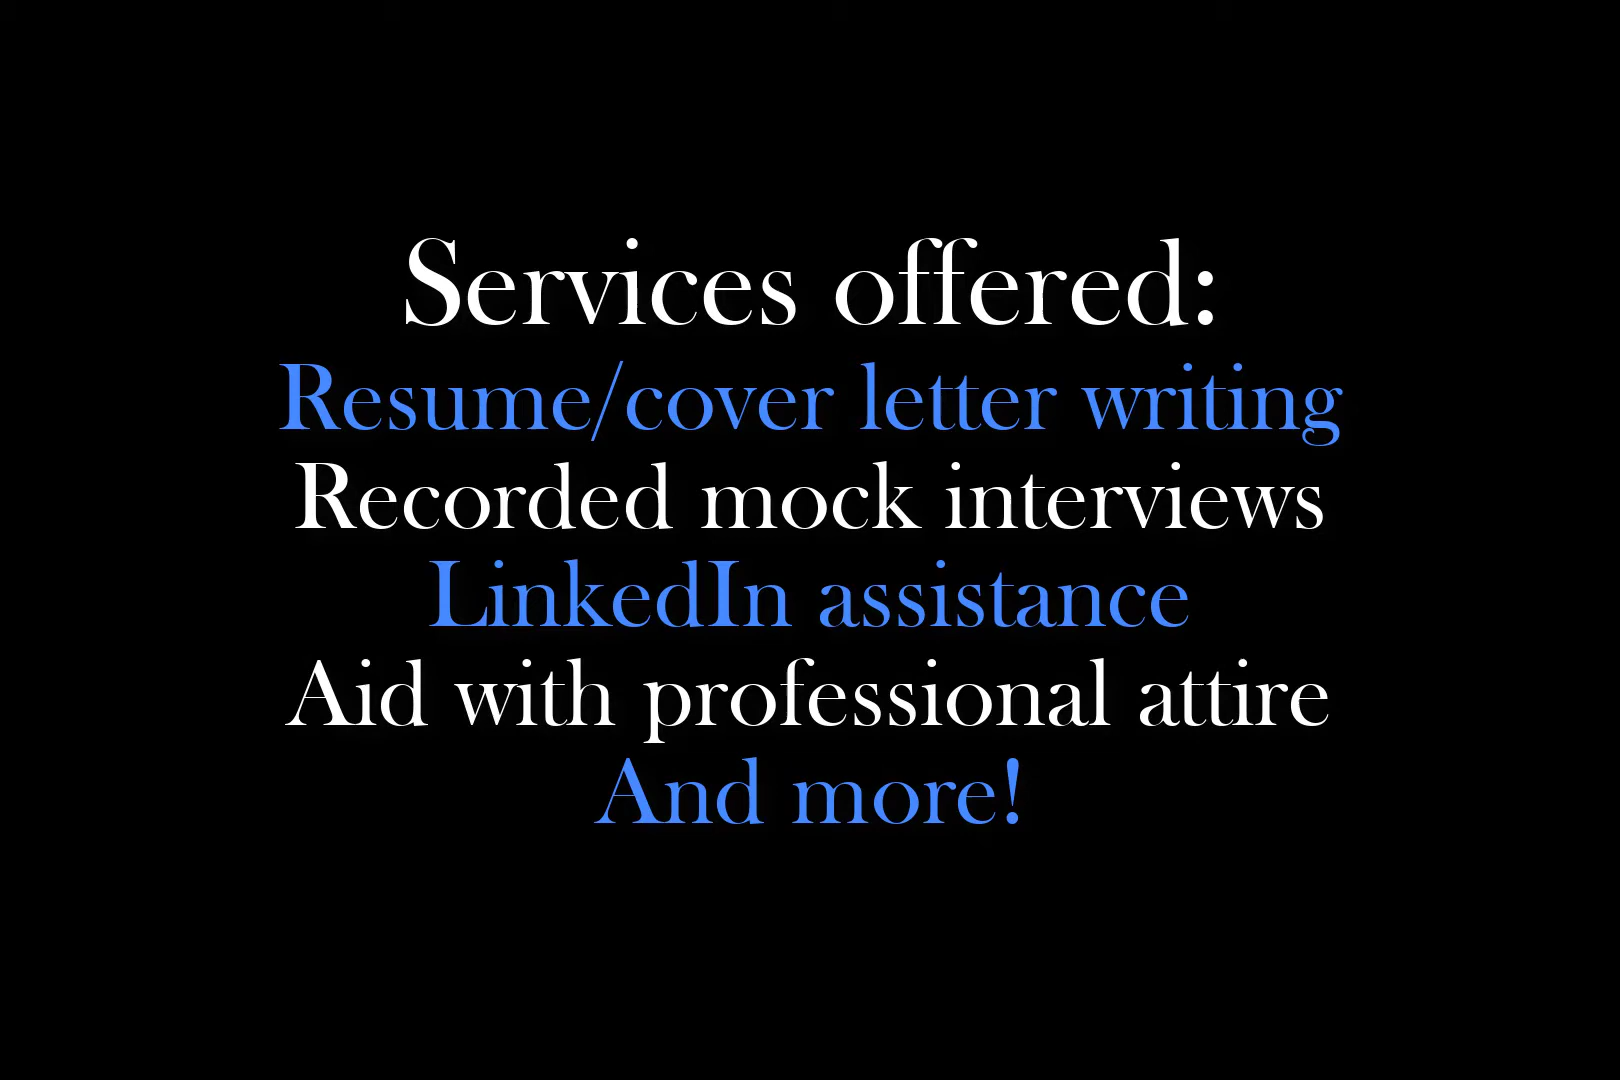 Services offered:
Resume/cover letter writing
Recorded mock interviews
LinkedIn assistance
Aid with professional attire
And more!